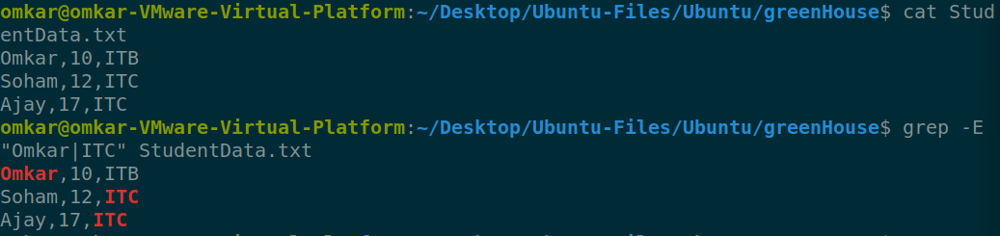 omkar@omkar-VMware-Virtual-Platform:~/Desktop/Ubuntu-Files/Ubuntu/greenHouse$ cat Stud
entData.txt
Omkar,10,ITB
Soham,12,ITC
Ajay,17,ITC
omkar@omkar-VMware-Virtual-Platform:~/Desktop/Ubuntu-Files/Ubuntu/greenHouse$ grep -E
"Omkar|ITC" StudentData.txt
Omkar,10,ITB
Soham,12,ITC
Ajay,17,ITC